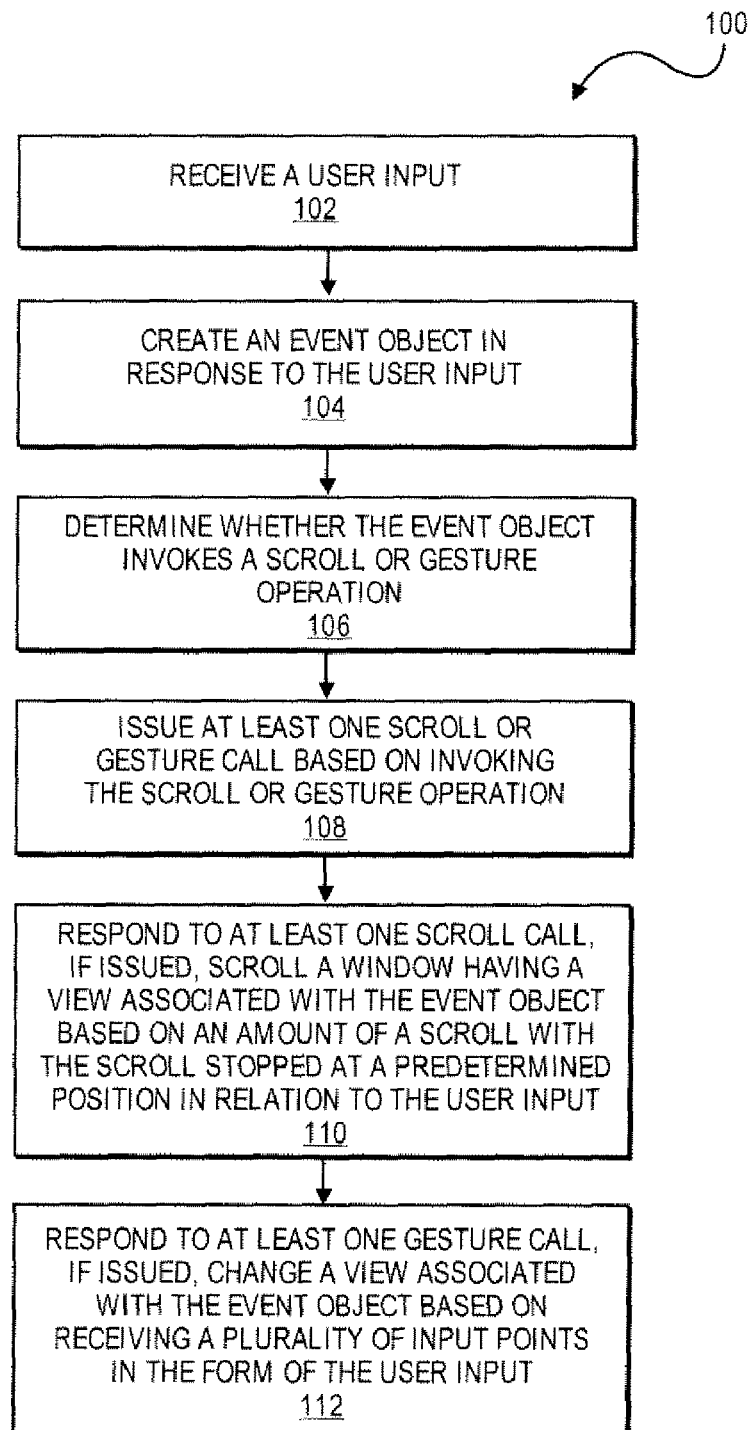 100
RECEIVE A USER INPUT
102
CREATE AN EVENT OBJECT IN
RESPONSE TO THE USER INPUT
104
DETERMINE WHETHER THE EVENT OBJECT
INVOKES A SCROLL OR GESTURE
OPERATION
106
ISSUE AT LEAST ONE SCROLL OR
GESTURE CALL BASED ON INVOKING
THE SCROLL OR GESTURE OPERATION
108
RESPOND TO AT LEAST ONE SCROLL CALL,
IF ISSUED, SCROLL A WINDOW HAVING A
VIEW ASSOCIATED WITH THE EVENT OBJECT
BASED ON AN AMOUNT OF A SCROLL WITH
THE SCROLL STOPPED AT A PREDETERMINED
POSITION IN RELATION TO THE USER INPUT
110
RESPOND TO AT LEAST ONE GESTURE CALL,
IF ISSUED, CHANGE A VIEW ASSOCIATED
WITH THE EVENT OBJECT BASED ON
RECEIVING A PLURALITY OF INPUT POINTS
IN THE FORM OF THE USER INPUT
112